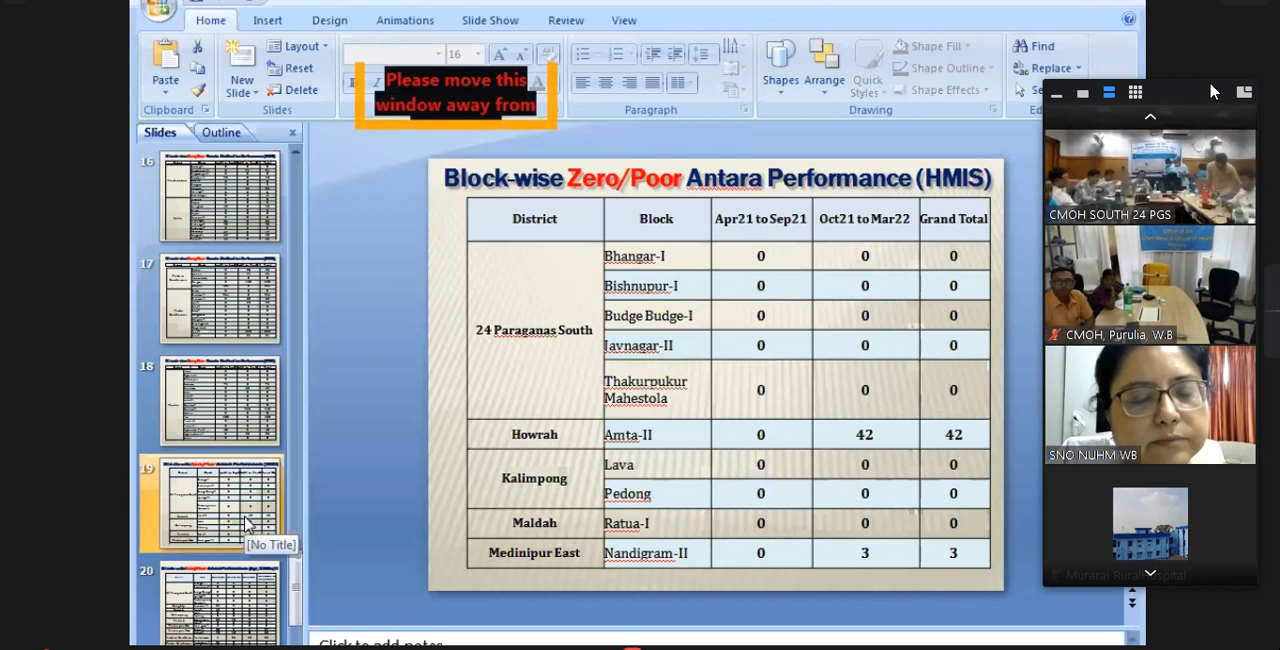 Home Insert Design Animations Slide Show Review View
Paste
Clipboard
New
Slide
Layout
Reset
Delete
Slides
16
Please move this
window away from
Paragraph
Shapes Arrange Quick
Styles
Shape Fill
Shape Outline
Shape Effects
Drawing
Find
Replace
Slides Outline
16
17
18
19
20
[No Title]
Block-wise Zero/Poor Antara Performance (HMIS)
District Block Apr21 to Sep21 Oct21 to Mar22 Grand Total
24 Paraganas South
Bhangar-I 0 0 0
Bishnupur-I 0 0 0
Budge Budge-I 0 0 0
Jaynagar-II 0 0 0
Thakurpukur
Mahestola 0 0 0
Howrah Amta-II 0 42 42
Kalimpong
Lava 0 0 0
Pedong 0 0 0
Maldah Ratua-I 0 0 0
Medinipur East Nandigram-II 0 3 3
Click to add notes
CMOH SOUTH 24 PGS
CMOH, Purulia, W.B
SNO NUHM WB
Murarai RuralHospital